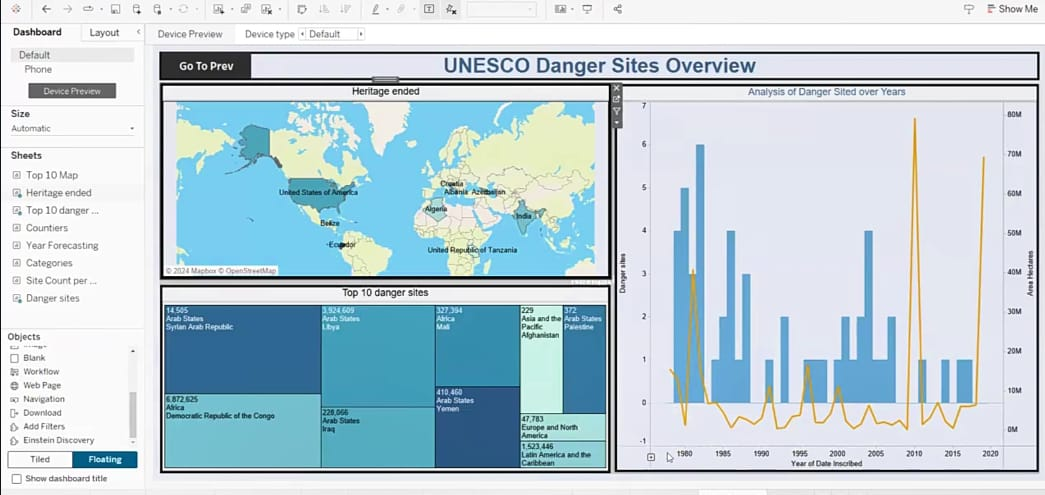 Show Me
Dashboard
Layout
Device Preview
Device type
Default
Default
Phone
Device Preview
Size
Automatic
Sheets
Top 10 Map
Heritage ended
Top 10 danger ...
Countiers
Year Forecasting
Categories
Site Count per ...
Danger sites
Objects
Blank
Workflow
Web Page
Navigation
Download
Add Filters
Einstein Discovery
Tiled
Floating
Show dashboard title
Go To Prev
UNESCO Danger Sites Overview
Heritage ended
United States of America
Belize
Ecuador
Croatia
Albania
Azerbaijan
Algeria
India
United Republic of Tanzania
© 2024 Mapbox © OpenStreetMap
Top 10 danger sites
14,505
Arab States
Syrian Arab Republic
3,924,609
Arab States
Libya
327,394
Africa
Mali
229
Asia and the
Pacific
Afghanistan
372
Arab States
Palestine
6,872,625
Africa
Democratic Republic of the Congo
228,066
Arab States
Iraq
410,460
Arab States
Yemen
47,783
Europe and North
America
1,523,446
Latin America and the
Caribbean
Analysis of Danger Sited over Years
7
6
5
4
3
2
1
0
-1
Danger sites
80M
70M
60M
50M
40M
30M
20M
10M
0M
Area Hectares
1980
1985
1990
1995
2000
2005
2010
2015
2020
Year of Date Inscribed